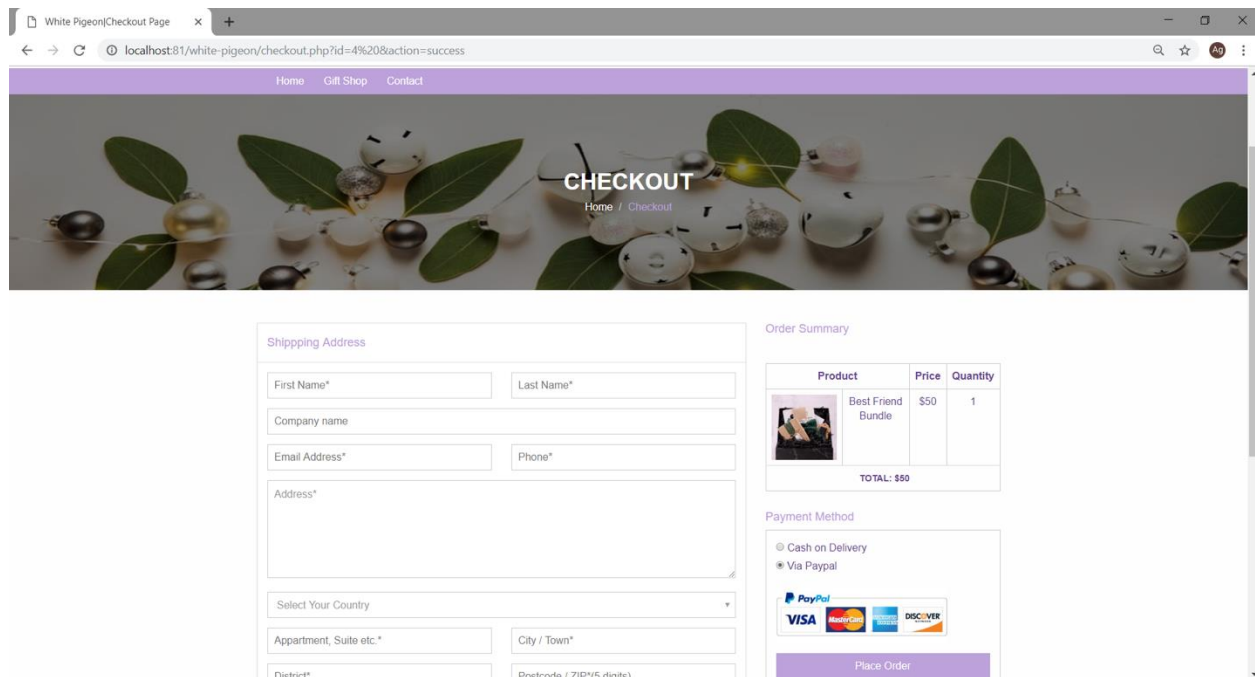 White Pigeon|Checkout Page
localhost:81/white-pigeon/checkout.php?id=4%20&action=success
Ag
Home Gift Shop Contact
CHECKOUT
Home / Checkout
Shippping Address
First Name* Last Name*
Company name
Email Address* Phone*
Address*
Select Your Country
Appartment, Suite etc.* City / Town*
District* Postcode / ZIP*(5 digits)
Order Summary
Product Price Quantity
Best Friend Bundle $50 1
TOTAL: $50
Payment Method
Cash on Delivery
Via Paypal
PayPal
VISA MasterCard DISCOVER
Place Order